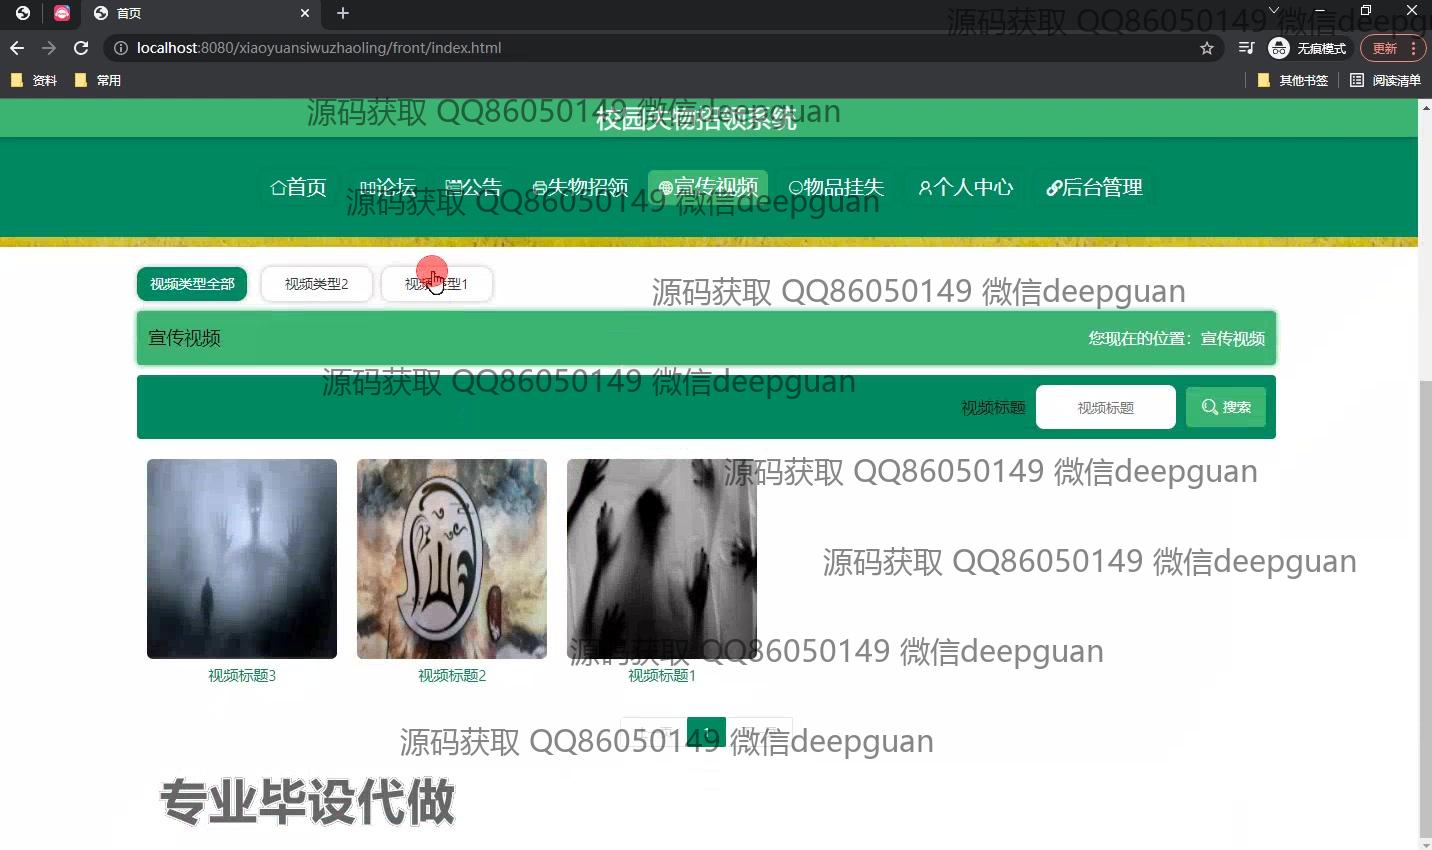 首页
源码获取 QQ86050149 微信deepgu
localhost:8080/xiaoyuansiwuzhaoling/front/index.html
无痕模式
更新
资料
常用
其他书签
阅读清单
源码获取 QQ86050149 微信deepguan
校园失物招领系统
首页
论坛
公告
失物招领
宣传视频
物品挂失
个人中心
后台管理
源码获取 QQ86050149 微信deepguan
视频类型全部
视频类型2
视频类型1
源码获取 QQ86050149 微信deepguan
宣传视频
您现在的位置：宣传视频
源码获取 QQ86050149 微信deepguan
视频标题
视频标题
搜索
源码获取 QQ86050149 微信deepguan
源码获取 QQ86050149 微信deepguan
源码获取 QQ86050149 微信deepguan
视频标题3
视频标题2
视频标题1
1
源码获取 QQ86050149 微信deepguan
专业毕设代做